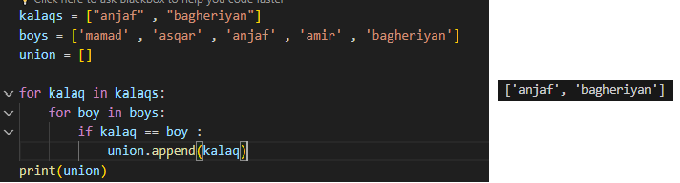 Click here to ask Blackbox to help you code faster
kalaqs = ["anjaf" , "bagheriyan"]
boys = ['mamad' , 'asqar' , 'anjaf' , 'amir' , 'bagheriyan']
union = []
for kalaq in kalaqs:
for boy in boys:
if kalaq == boy :
union.append(kalaq)
print(union)
['anjaf', 'bagheriyan']